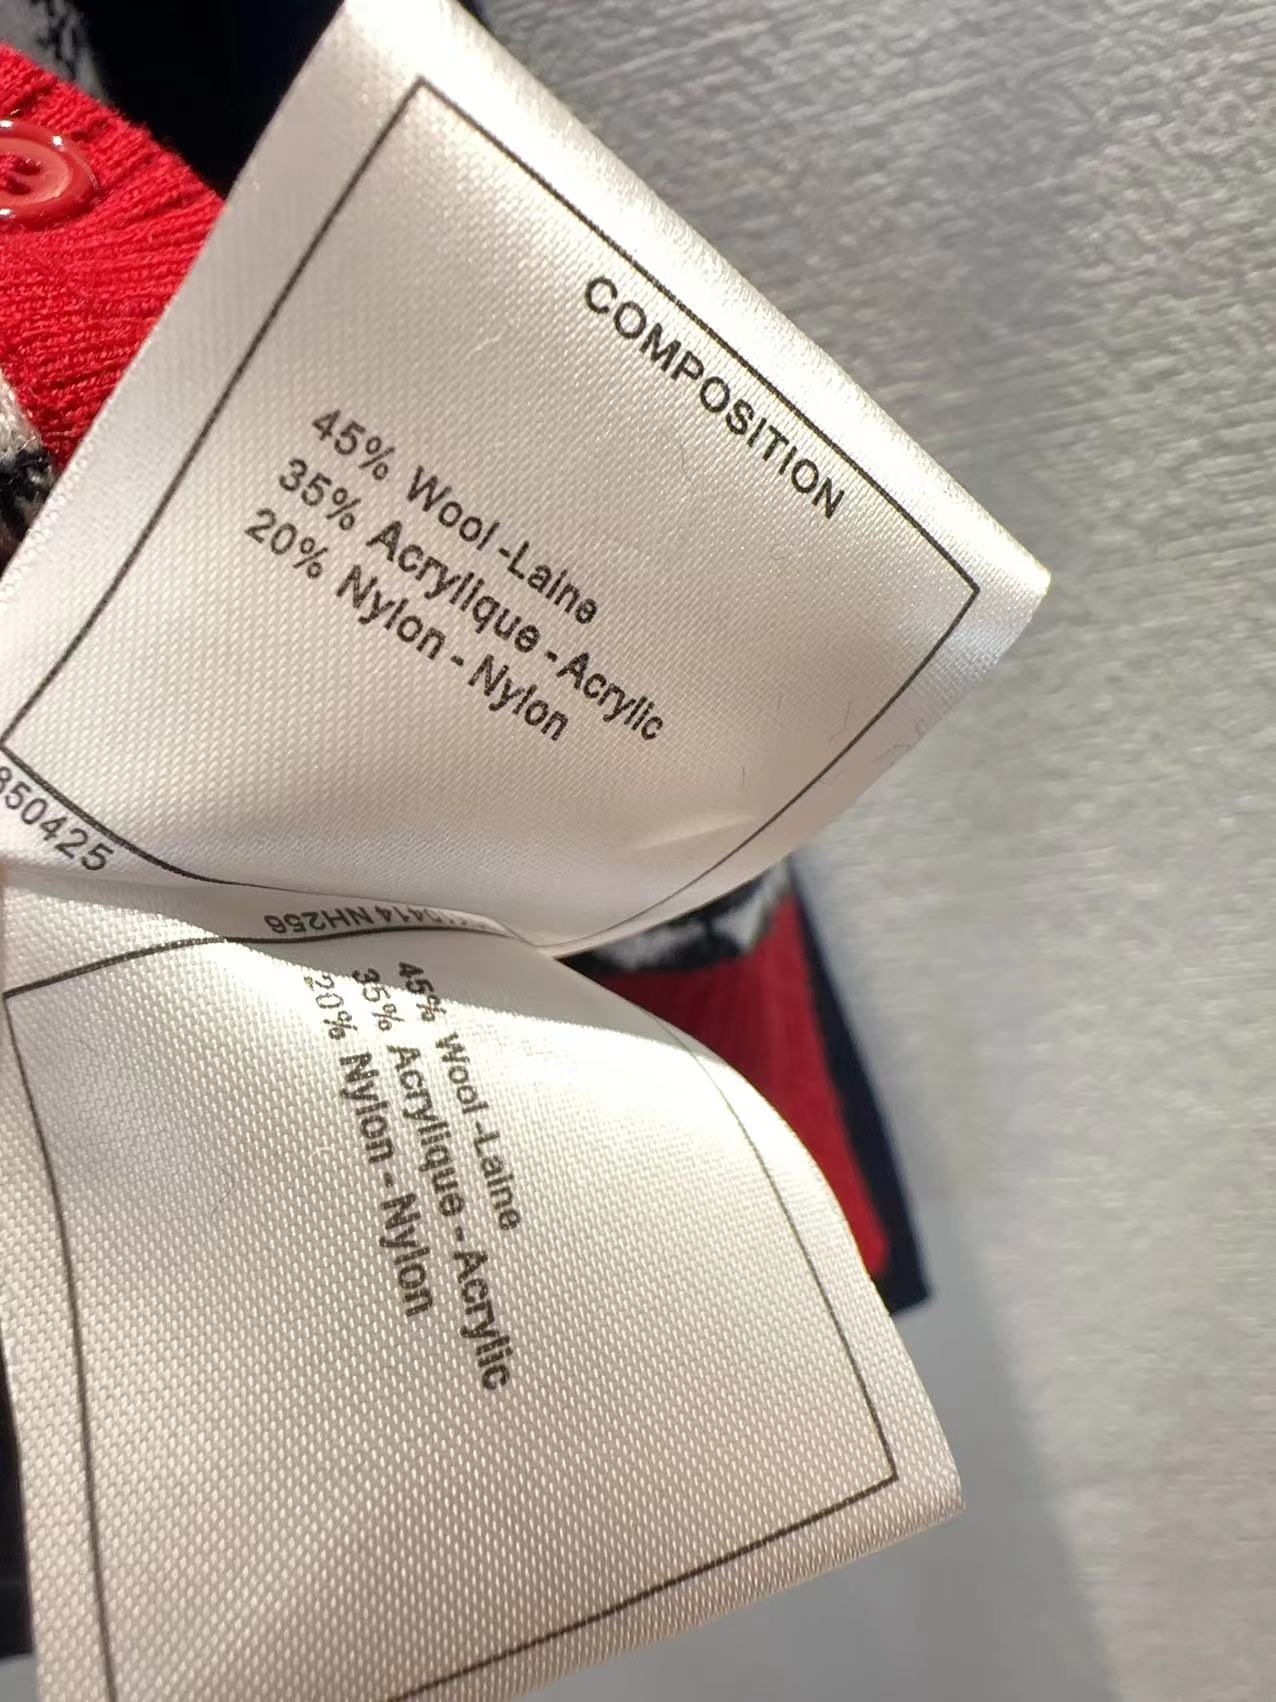 COMPOSITION
45% Wool -Laine
35% Acrylique - Acrylic
20% Nylon - Nylon
850425
0414NH256
45% Wool -Laine
35% Acrylique - Acrylic
20% Nylon - Nylon